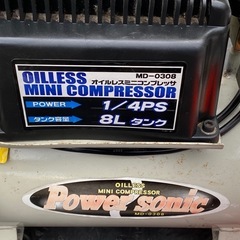 OILLESS MD-0308
オイルレスミニコンプレッサ
MINI COMPRESSOR
POWER 1/4PS
タンク容量 8L タンク
OILLESS
MINI COMPRESSOR
Power sonic
MD-0308